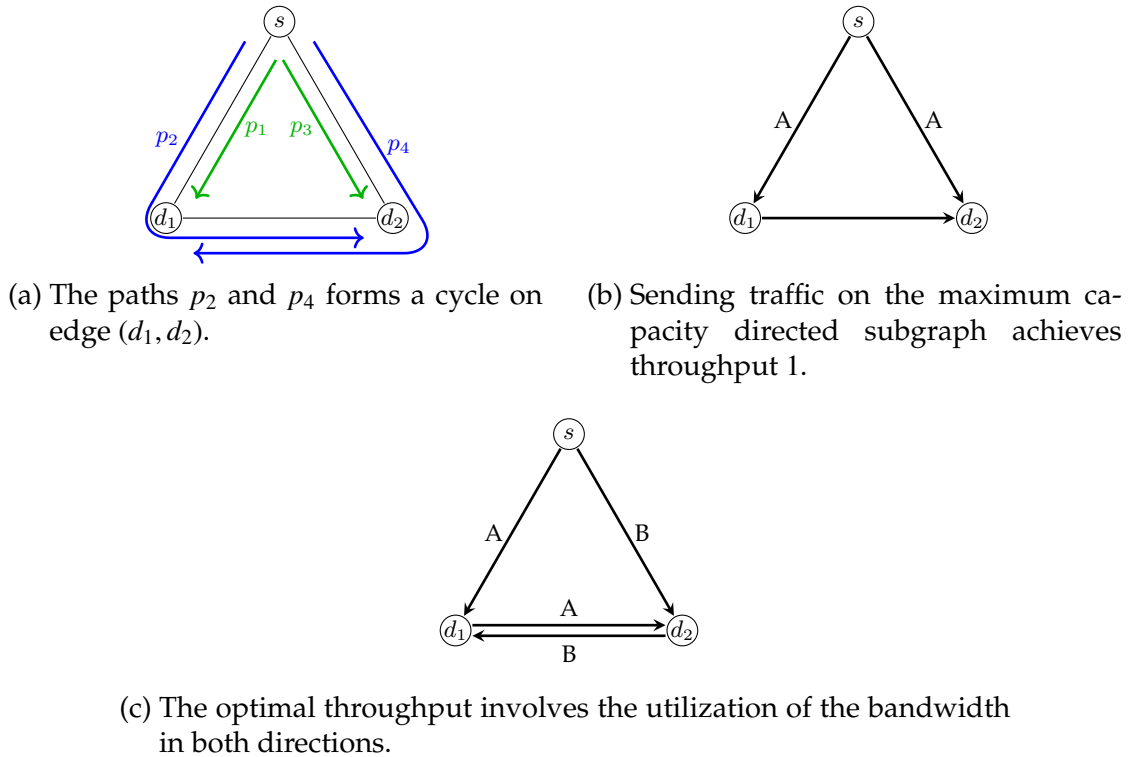 s
p₂ p₁ p₃ p₄
d₁ d₂
(a) The paths p₂ and p₄ forms a cycle on
edge (d₁, d₂).
s
A A
d₁ d₂
(b) Sending traffic on the maximum ca-
pacity directed subgraph achieves
throughput 1.
s
A B
A
d₁ d₂
B
(c) The optimal throughput involves the utilization of the bandwidth
in both directions.